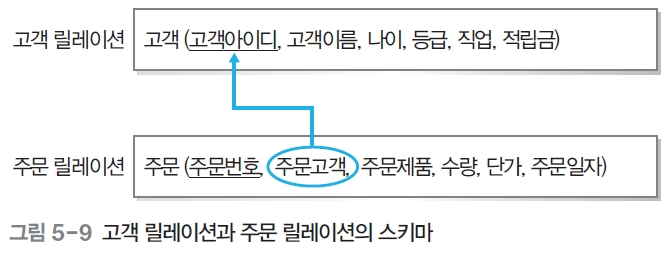 고객 릴레이션 고객 (고객아이디, 고객이름, 나이, 등급, 직업, 적립금)
주문 릴레이션 주문 (주문번호, 주문고객, 주문제품, 수량, 단가, 주문일자)
그림 5-9 고객 릴레이션과 주문 릴레이션의 스키마